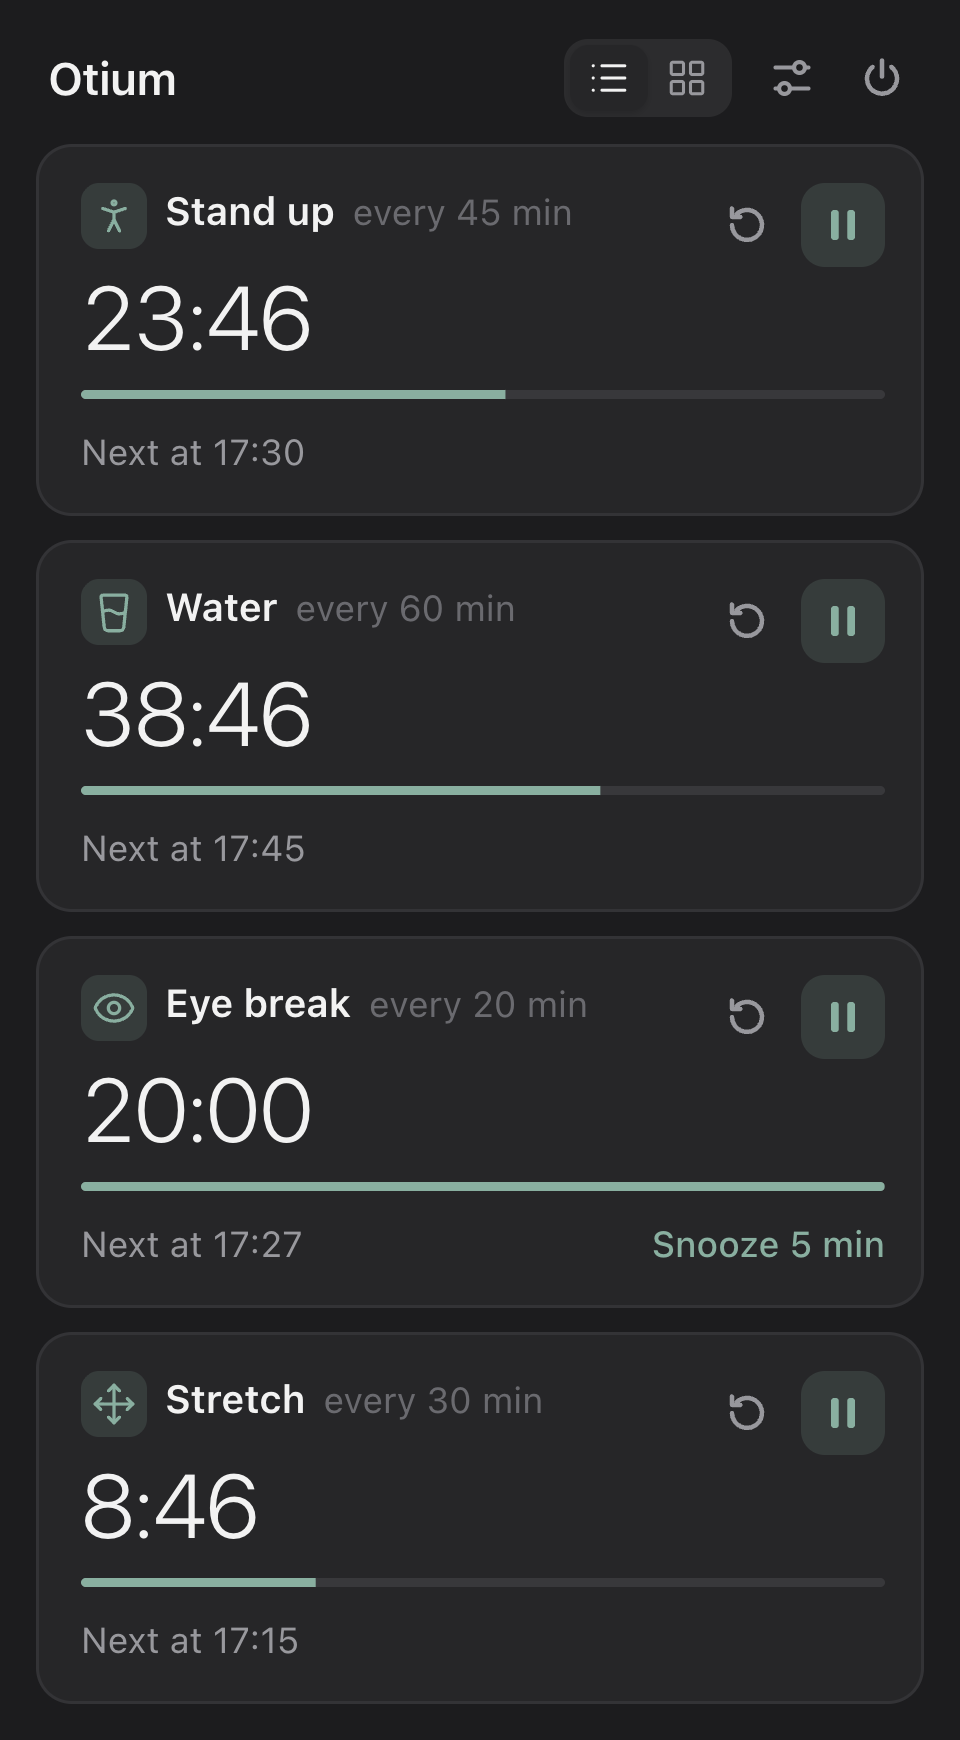 Otium
Stand up every 45 min
23:46
Next at 17:30
Water every 60 min
38:46
Next at 17:45
Eye break every 20 min
20:00
Next at 17:27 Snooze 5 min
Stretch every 30 min
8:46
Next at 17:15